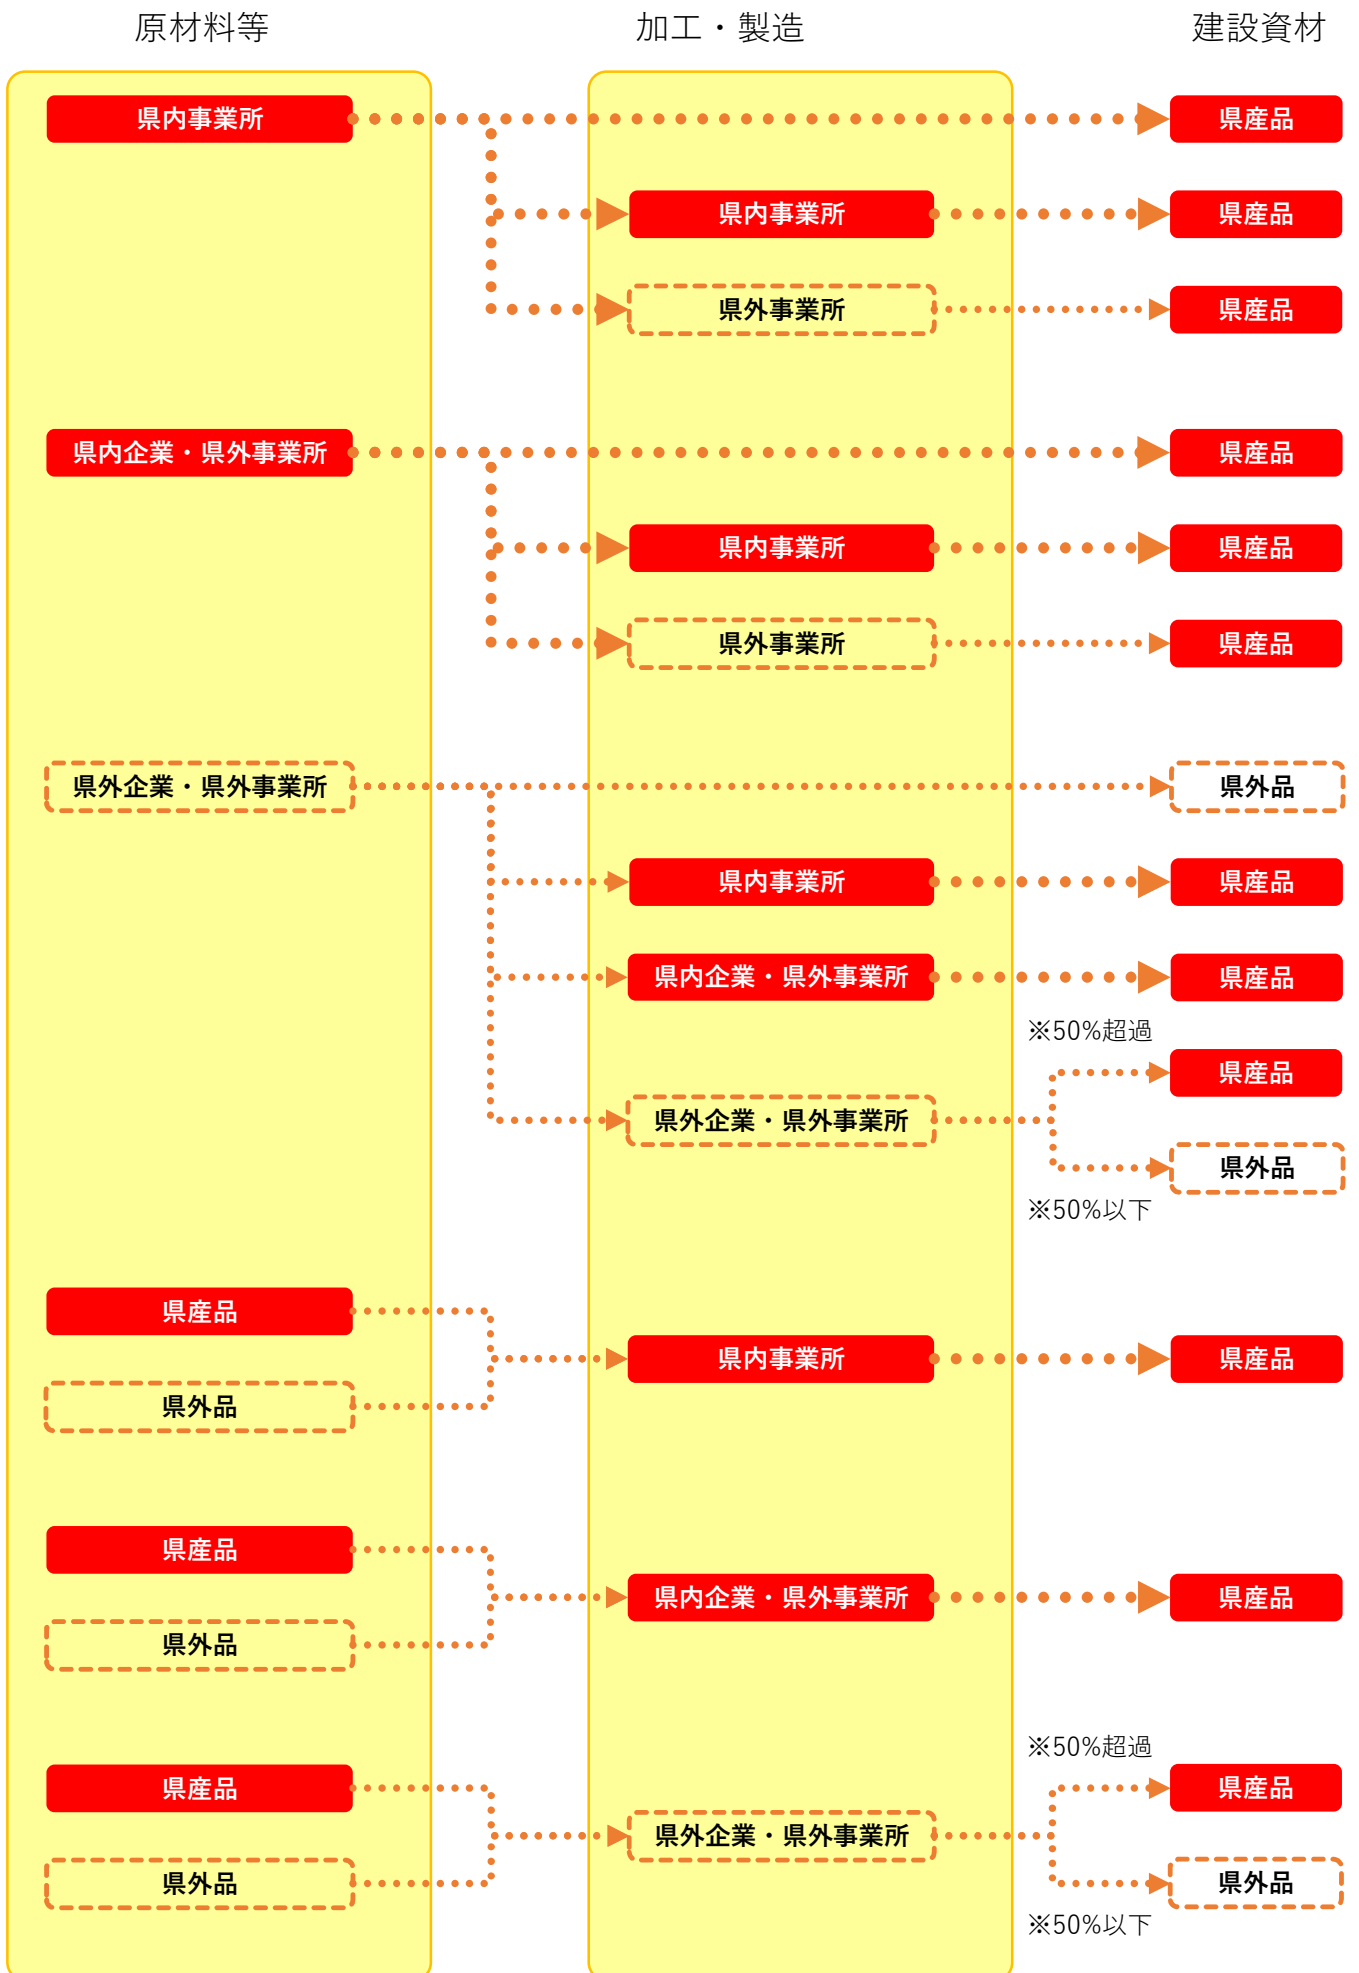 原材料等 加工・製造 建設資材
県内事業所 県産品
県内事業所 県産品
県外事業所 県産品
県内企業・県外事業所 県産品
県内事業所 県産品
県外事業所 県産品
県外企業・県外事業所 県外品
県内事業所 県産品
県内企業・県外事業所 県産品
※50%超過
県産品
県外企業・県外事業所
県外品
※50%以下
県産品
県内事業所 県産品
県外品
県産品
県内企業・県外事業所 県産品
県外品
※50%超過
県産品 県産品
県外企業・県外事業所
県外品 県外品
※50%以下